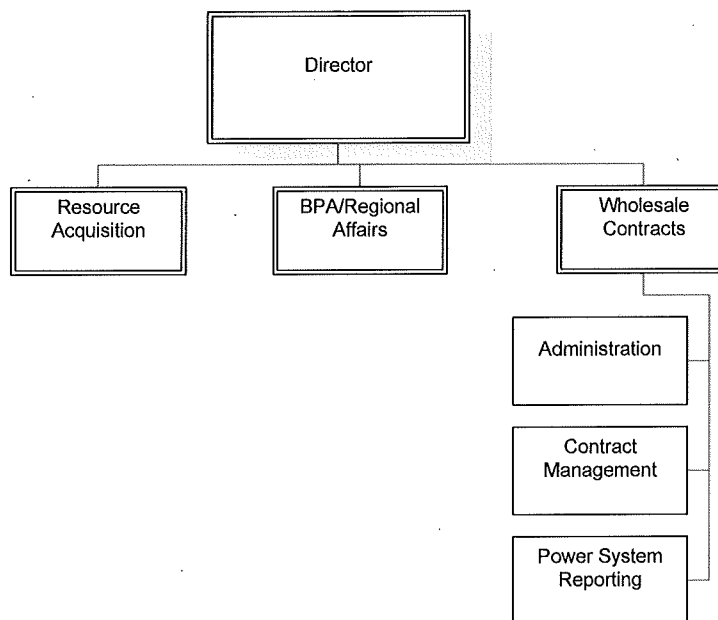 Director
Resource
Acquisition
BPA/Regional
Affairs
Wholesale
Contracts
Administration
Contract
Management
Power System
Reporting